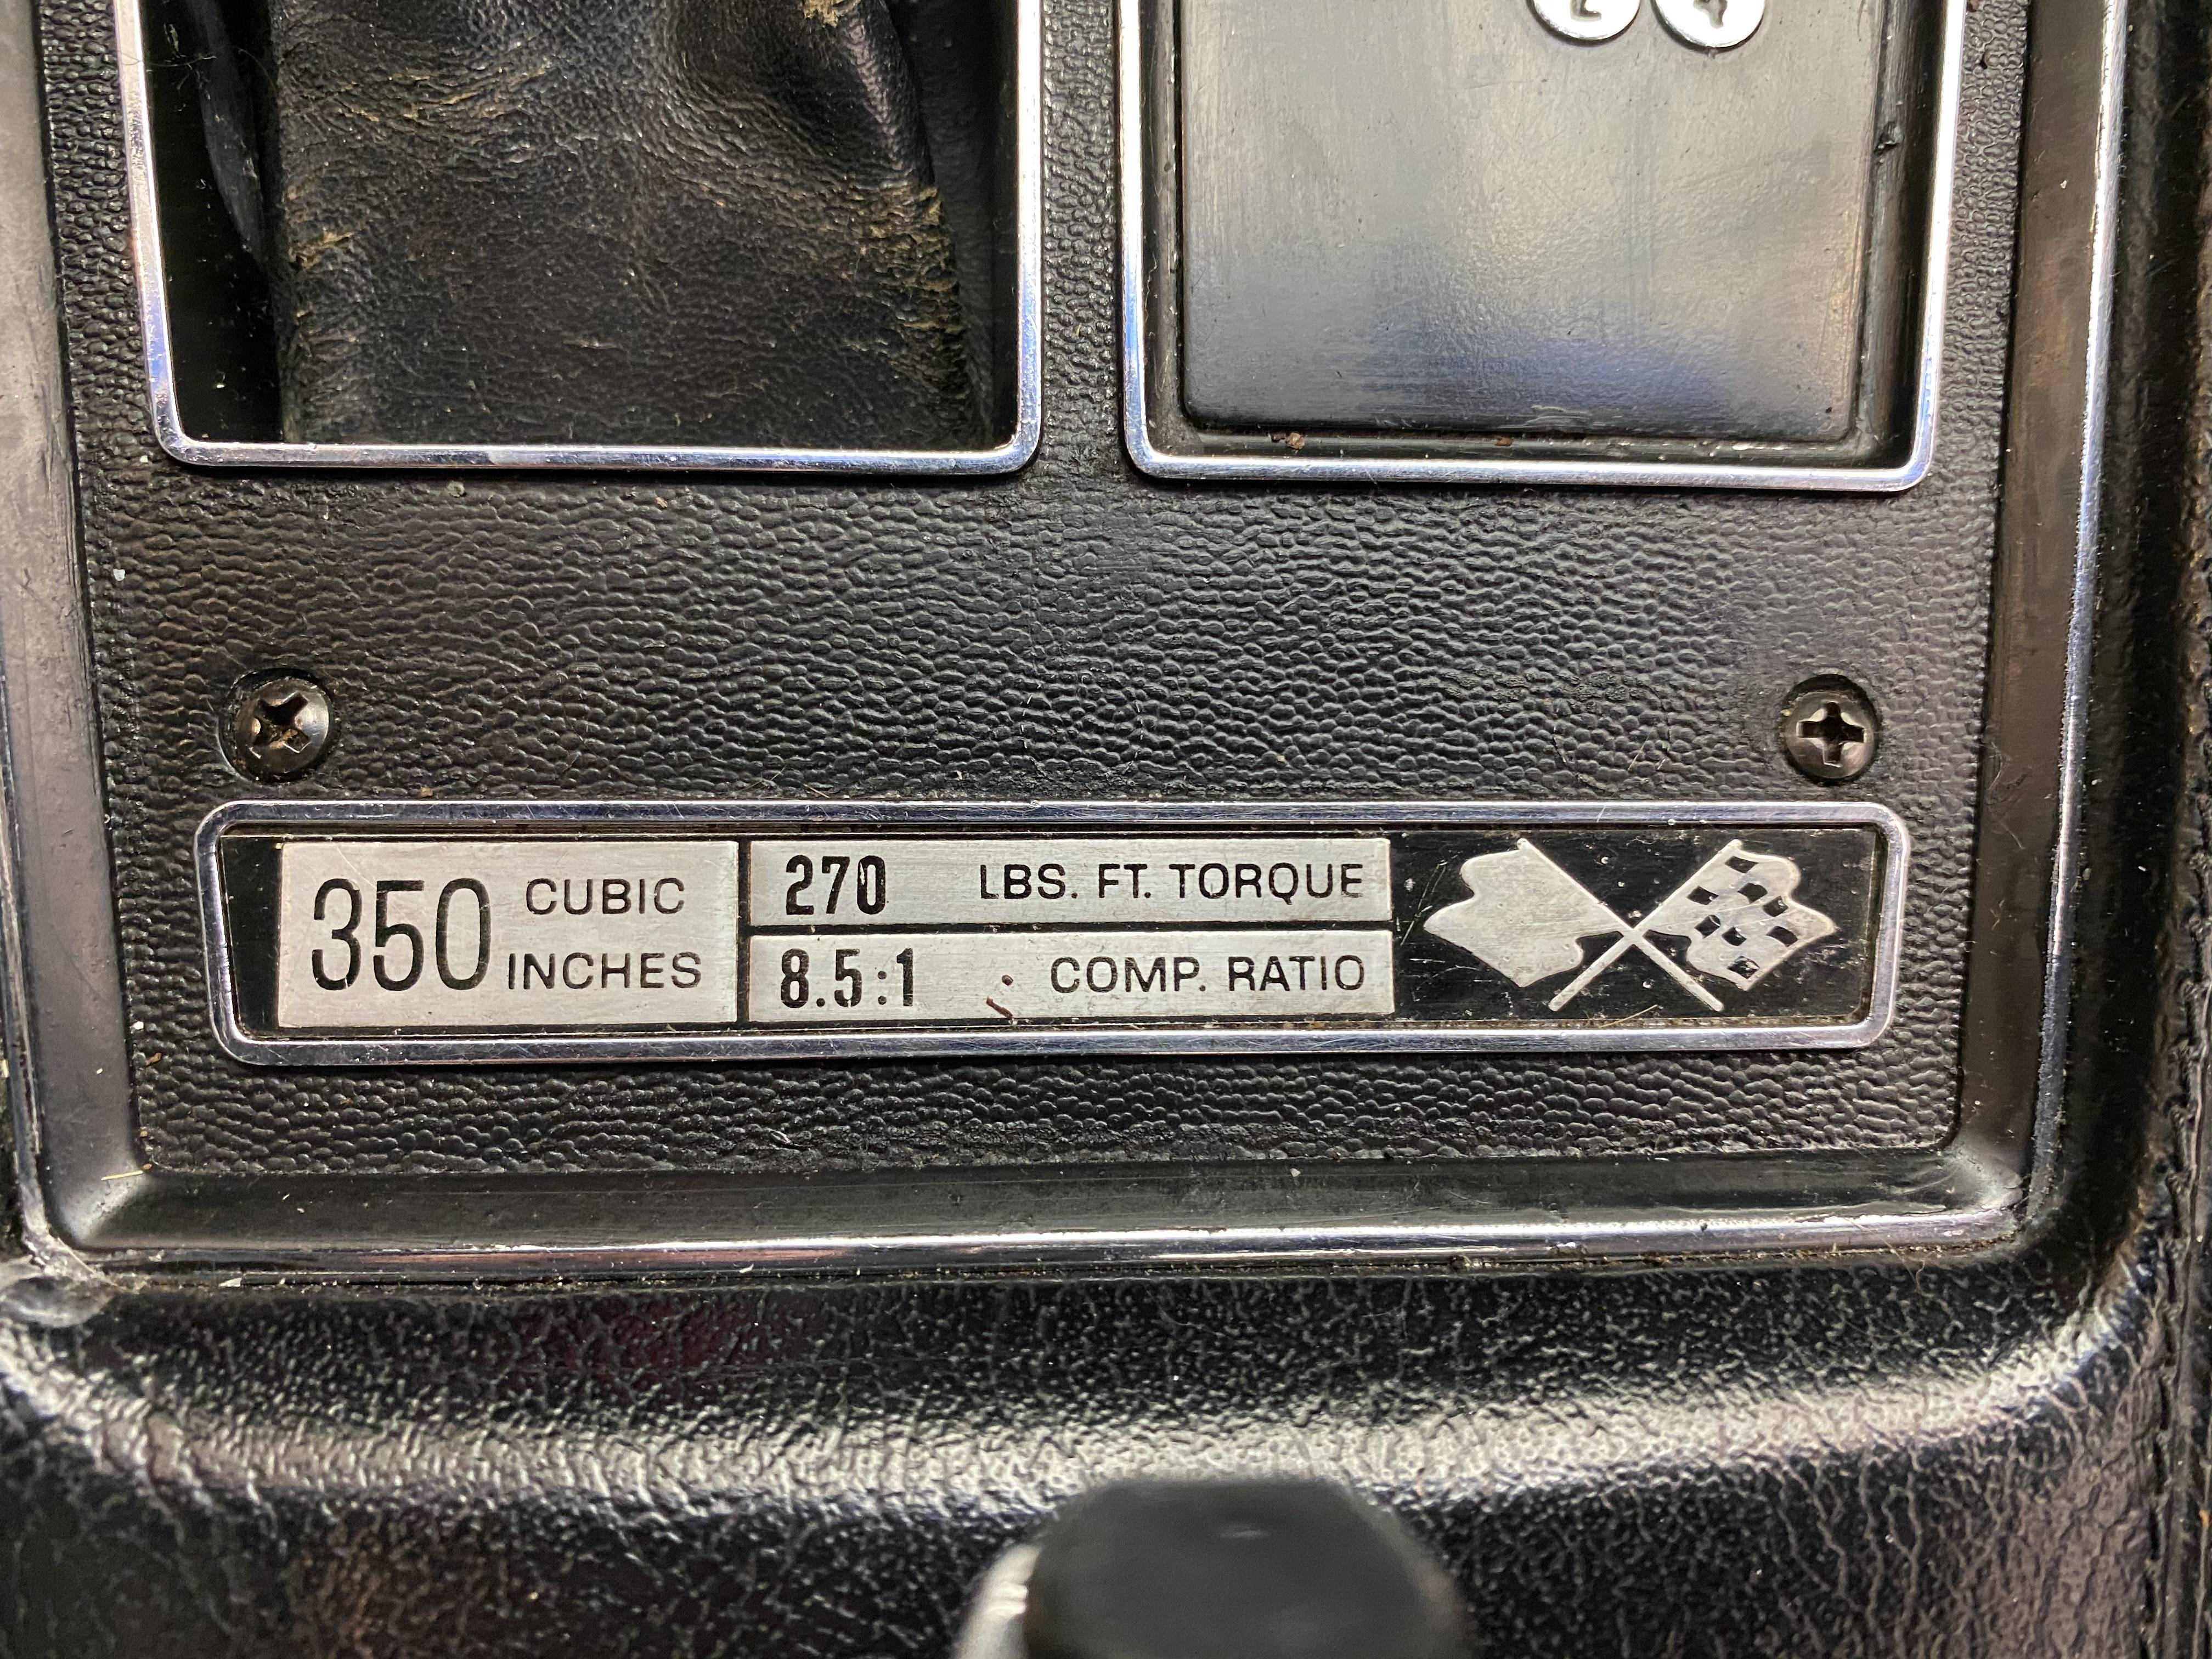 350 CUBIC INCHES
270 LBS. FT. TORQUE
8.5:1 COMP. RATIO